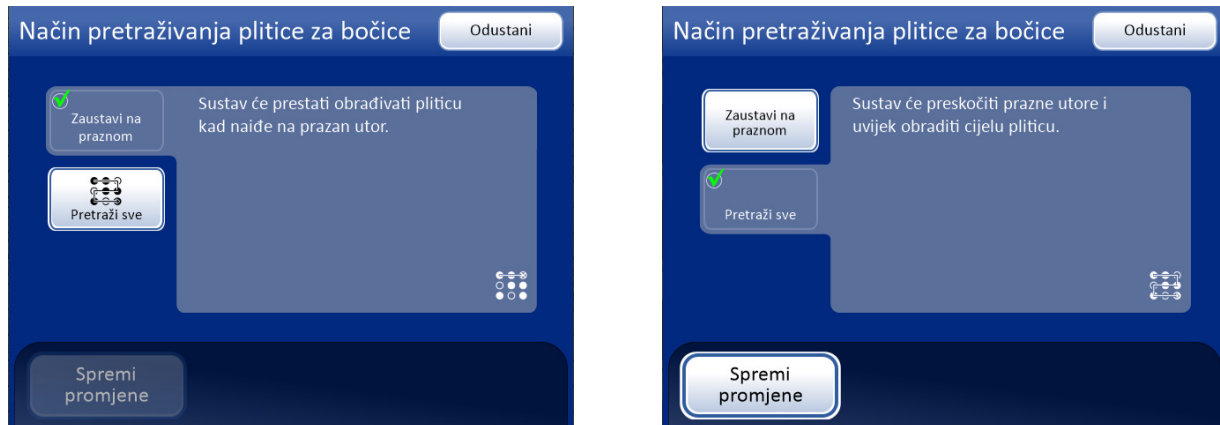 Način pretraživanja plitice za bočice
Odustani
Zaustavi na
praznom
Sustav će prestati obrađivati pliticu
kad naiđe na prazan utor.
Pretraži sve
Spremi
promjene
Način pretraživanja plitice za bočice
Odustani
Zaustavi na
praznom
Sustav će preskočiti prazne utore i
uvijek obraditi cijelu pliticu.
Pretraži sve
Spremi
promjene